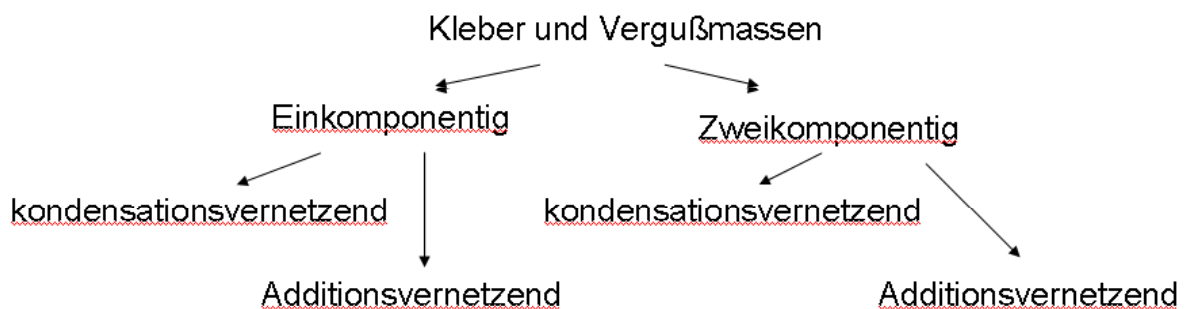 Kleber und Vergußmassen
Einkomponentig
Zweikomponentig
kondensationsvernetzend
kondensationsvernetzend
Additionsvernetzend
Additionsvernetzend